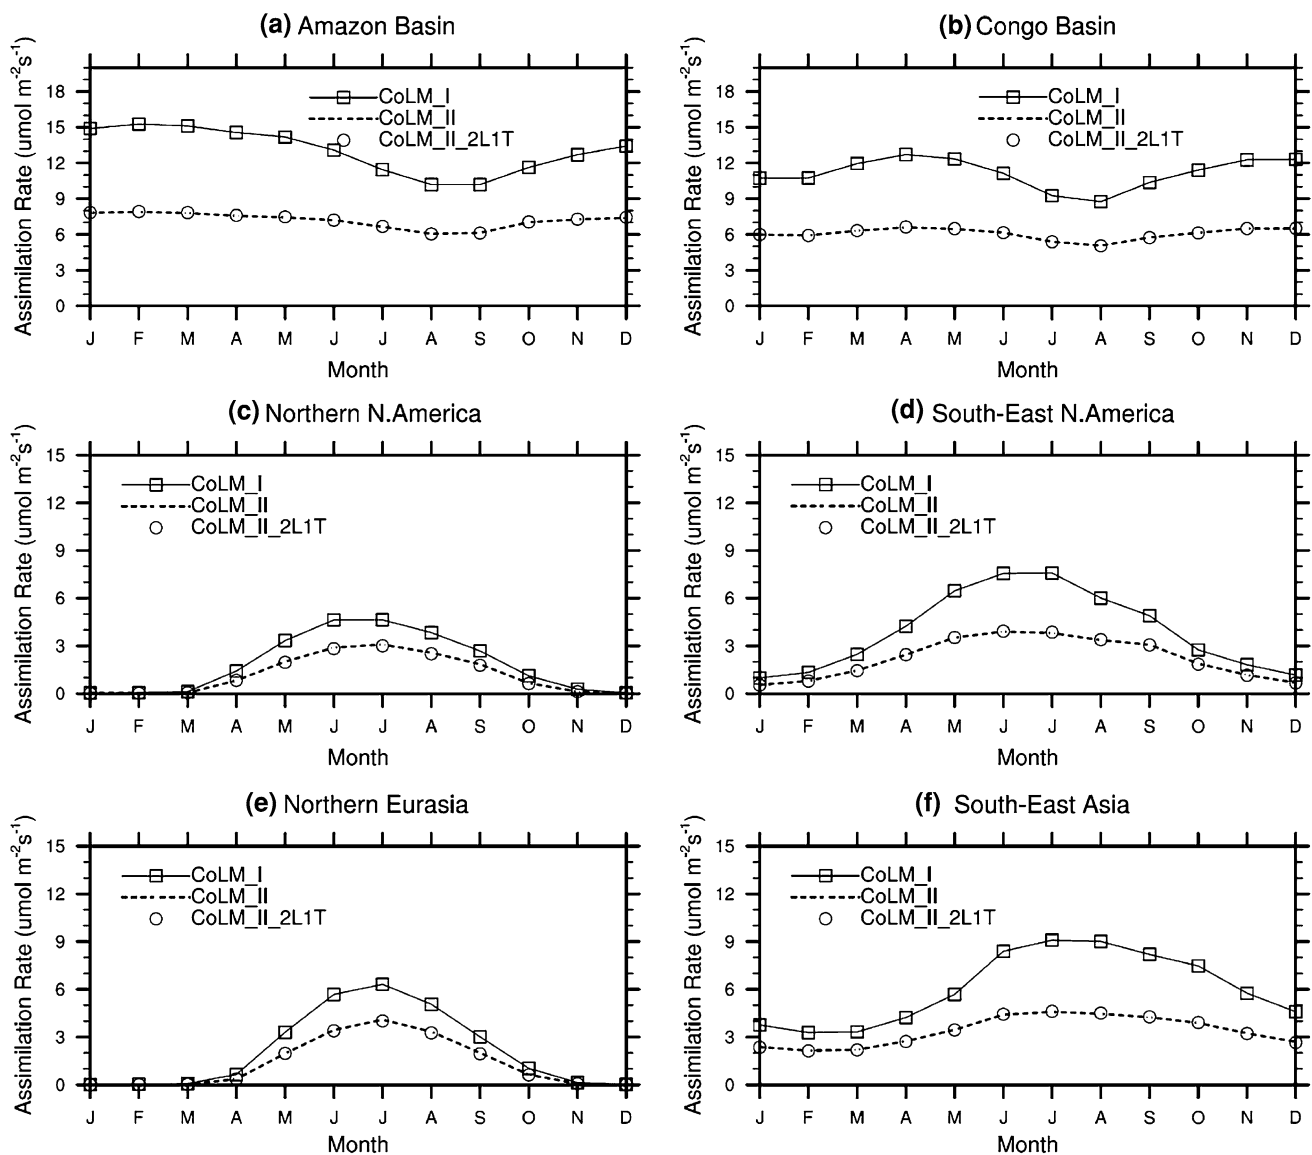 (a) Amazon Basin
Assimilation Rate (umol m⁻²s⁻¹)
18
15
12
9
6
3
0
CoLM_I
CoLM_II
CoLM_II_2L1T
J F M A M J J A S O N D
Month
(b) Congo Basin
Assimilation Rate (umol m⁻²s⁻¹)
18
15
12
9
6
3
0
CoLM_I
CoLM_II
CoLM_II_2L1T
J F M A M J J A S O N D
Month
(c) Northern N.America
Assimilation Rate (umol m⁻²s⁻¹)
15
12
9
6
3
0
CoLM_I
CoLM_II
CoLM_II_2L1T
J F M A M J J A S O N D
Month
(d) South-East N.America
Assimilation Rate (umol m⁻²s⁻¹)
15
12
9
6
3
0
CoLM_I
CoLM_II
CoLM_II_2L1T
J F M A M J J A S O N D
Month
(e) Northern Eurasia
Assimilation Rate (umol m⁻²s⁻¹)
15
12
9
6
3
0
CoLM_I
CoLM_II
CoLM_II_2L1T
J F M A M J J A S O N D
Month
(f) South-East Asia
Assimilation Rate (umol m⁻²s⁻¹)
15
12
9
6
3
0
CoLM_I
CoLM_II
CoLM_II_2L1T
J F M A M J J A S O N D
Month